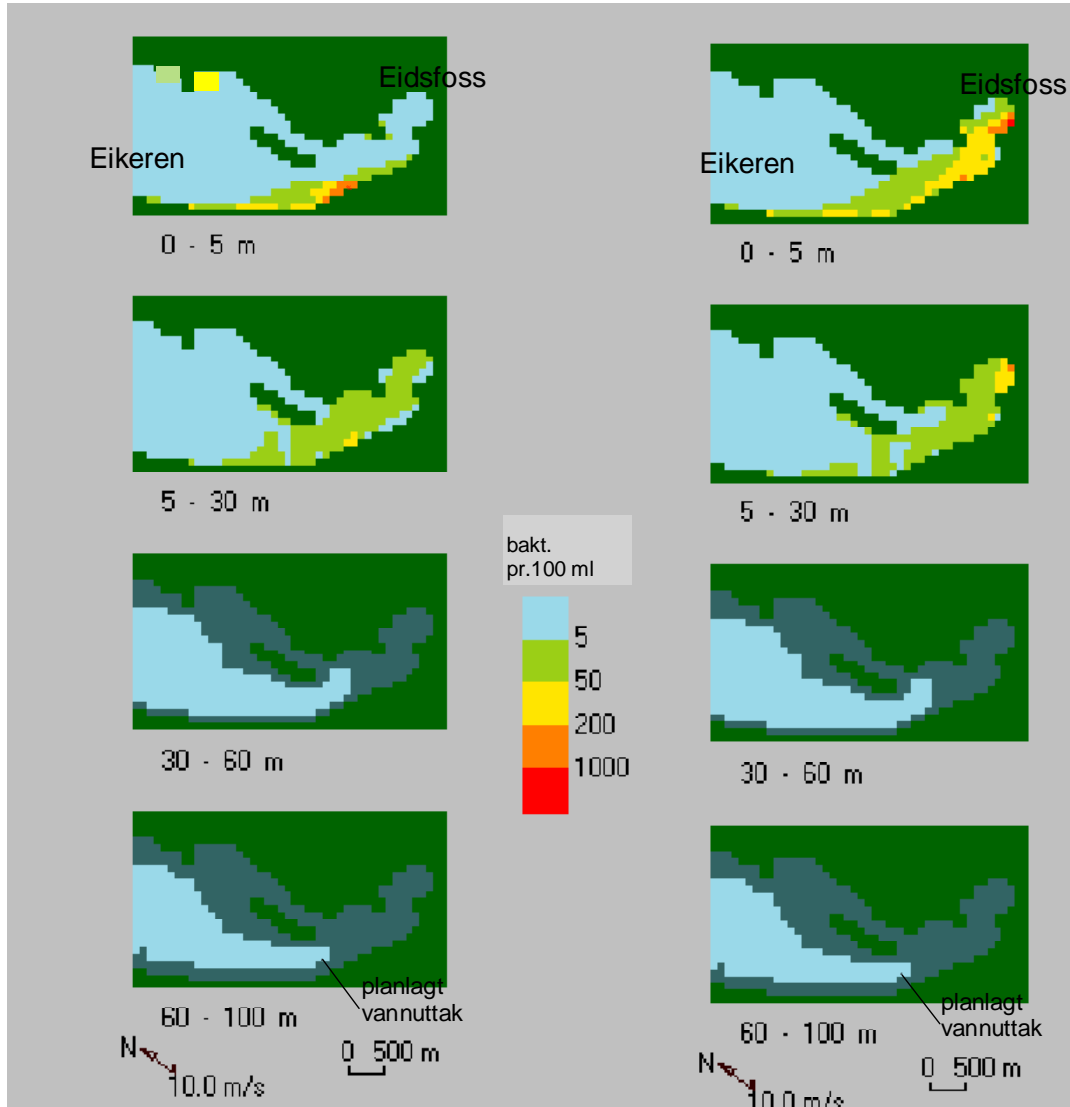 Eidsfoss
Eikeren
0 - 5 m
5 - 30 m
30 - 60 m
60 - 100 m
planlagt
vannuttak
N
10.0 m/s
0 500 m
bakt.
pr.100 ml
5
50
200
1000
Eidsfoss
Eikeren
0 - 5 m
5 - 30 m
30 - 60 m
60 - 100 m
planlagt
vannuttak
N
10.0 m/s
0 500 m